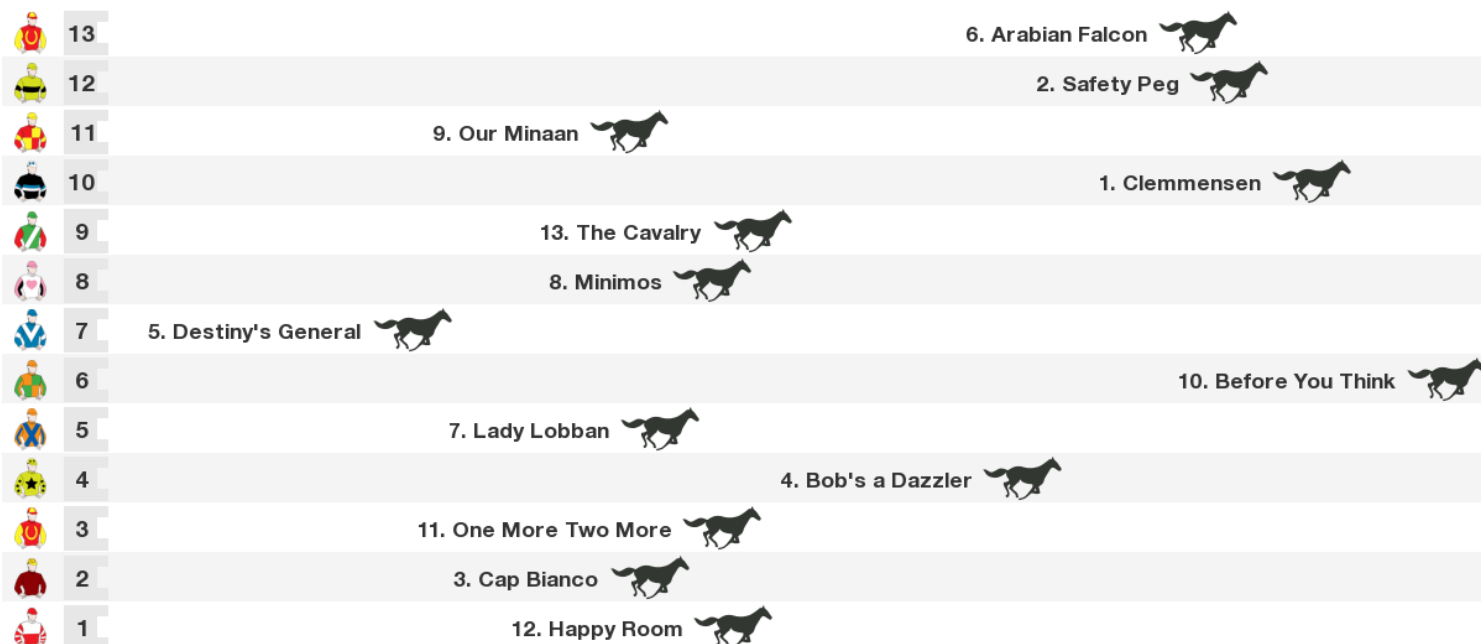 13 6. Arabian Falcon
12 2. Safety Peg
11 9. Our Minaan
10 1. Clemmensen
9 13. The Cavalry
8 8. Minimos
7 5. Destiny's General
6 10. Before You Think
5 7. Lady Lobban
4 4. Bob's a Dazzler
3 11. One More Two More
2 3. Cap Bianco
1 12. Happy Room